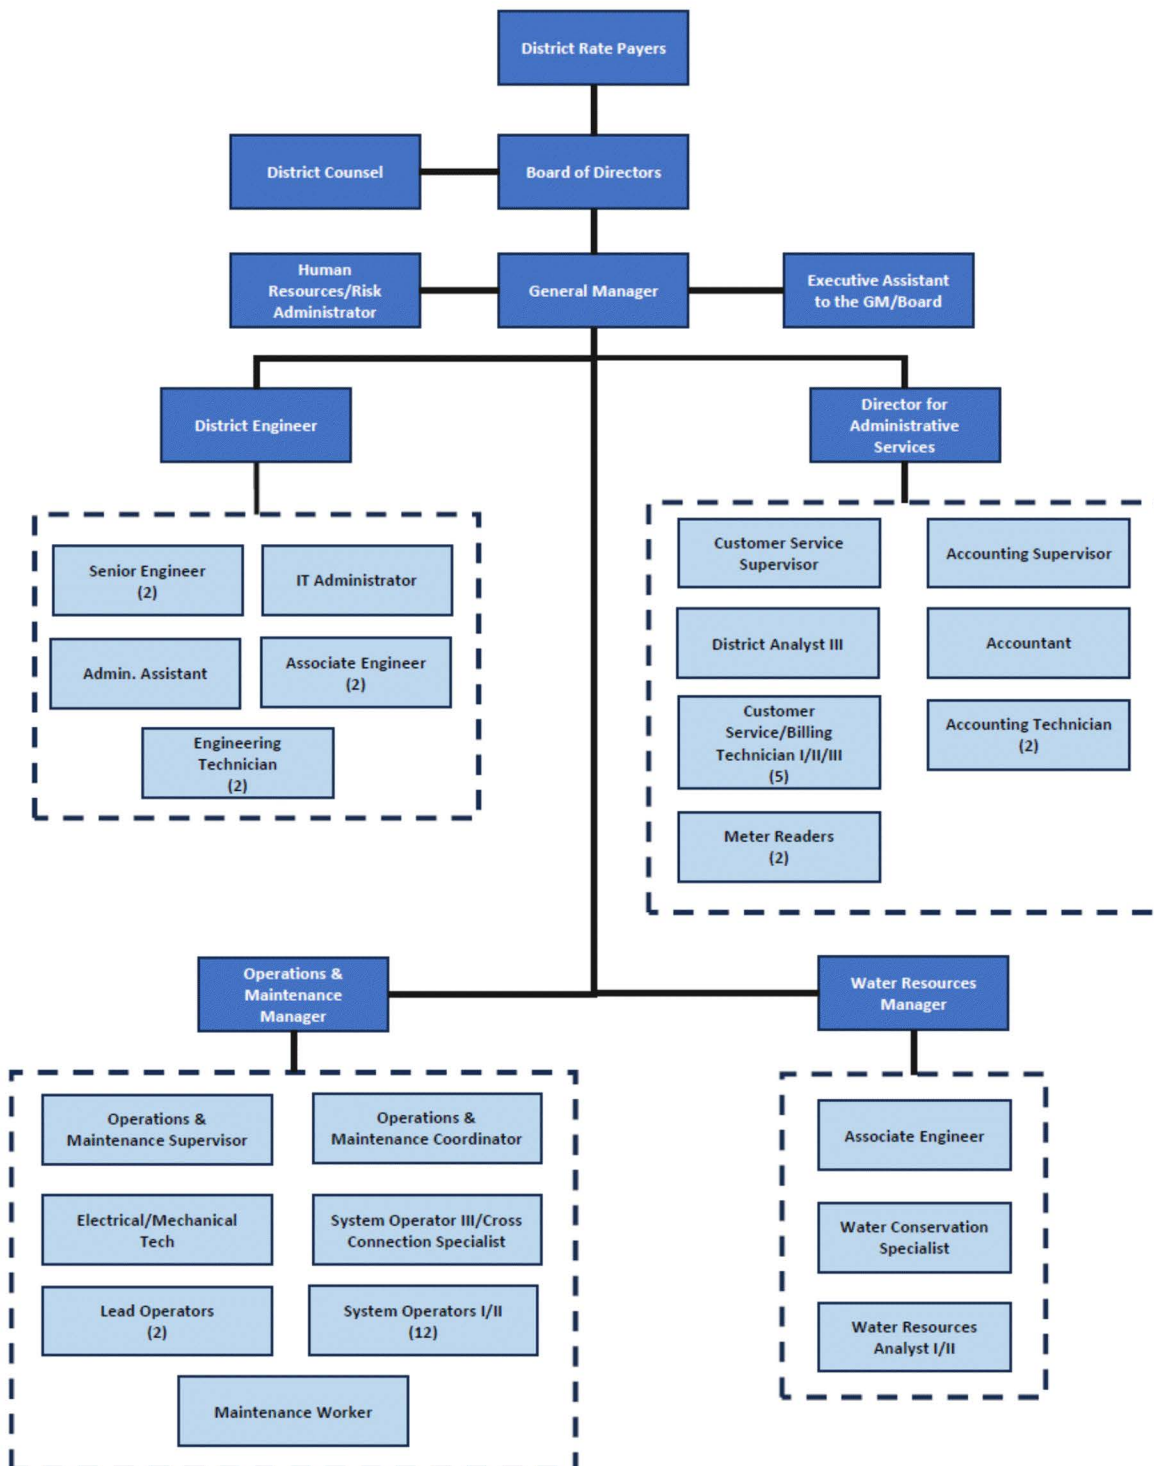 District Rate Payers
District Counsel
Board of Directors
Human
Resources/Risk
Administrator
General Manager
Executive Assistant
to the GM/Board
District Engineer
Director for
Administrative
Services
Senior Engineer
(2)
IT Administrator
Admin. Assistant
Associate Engineer
(2)
Engineering
Technician
(2)
Customer Service
Supervisor
Accounting Supervisor
District Analyst III
Accountant
Customer
Service/Billing
Technician I/II/III
(5)
Accounting Technician
(2)
Meter Readers
(2)
Operations &
Maintenance
Manager
Water Resources
Manager
Operations &
Maintenance Supervisor
Operations &
Maintenance Coordinator
Electrical/Mechanical
Tech
System Operator III/Cross
Connection Specialist
Lead Operators
(2)
System Operators I/II
(12)
Maintenance Worker
Associate Engineer
Water Conservation
Specialist
Water Resources
Analyst I/II